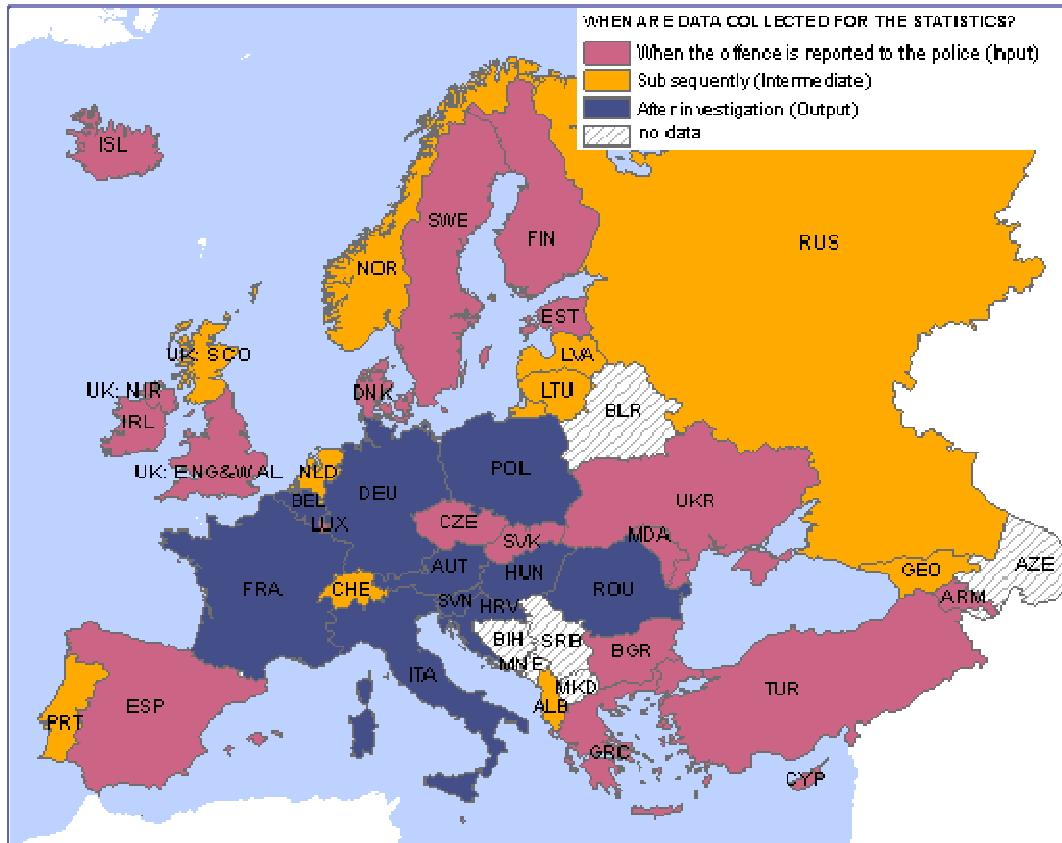 WHEN ARE DATA COLLECTED FOR THE STATISTICS?
When the offence is reported to the police (Input)
Subsequently (Intermediate)
After investigation (Output)
no data
ISL
SWE
FIN
NOR
RUS
EST
UK: SCO
LVA
LTU
UK: NIR
DNK
BLR
IRL
UK: ENG&WAL
NLD
POL
DEU
BEL
UKR
LUX
CZE
SVK
MDA
AUT
HUN
FRA
CHE
ROU
GEO
AZE
SVN
HRV
ARM
BIH
SRB
BGR
MNE
ITA
MKD
TUR
ESP
ALB
PRT
GRC
CYP